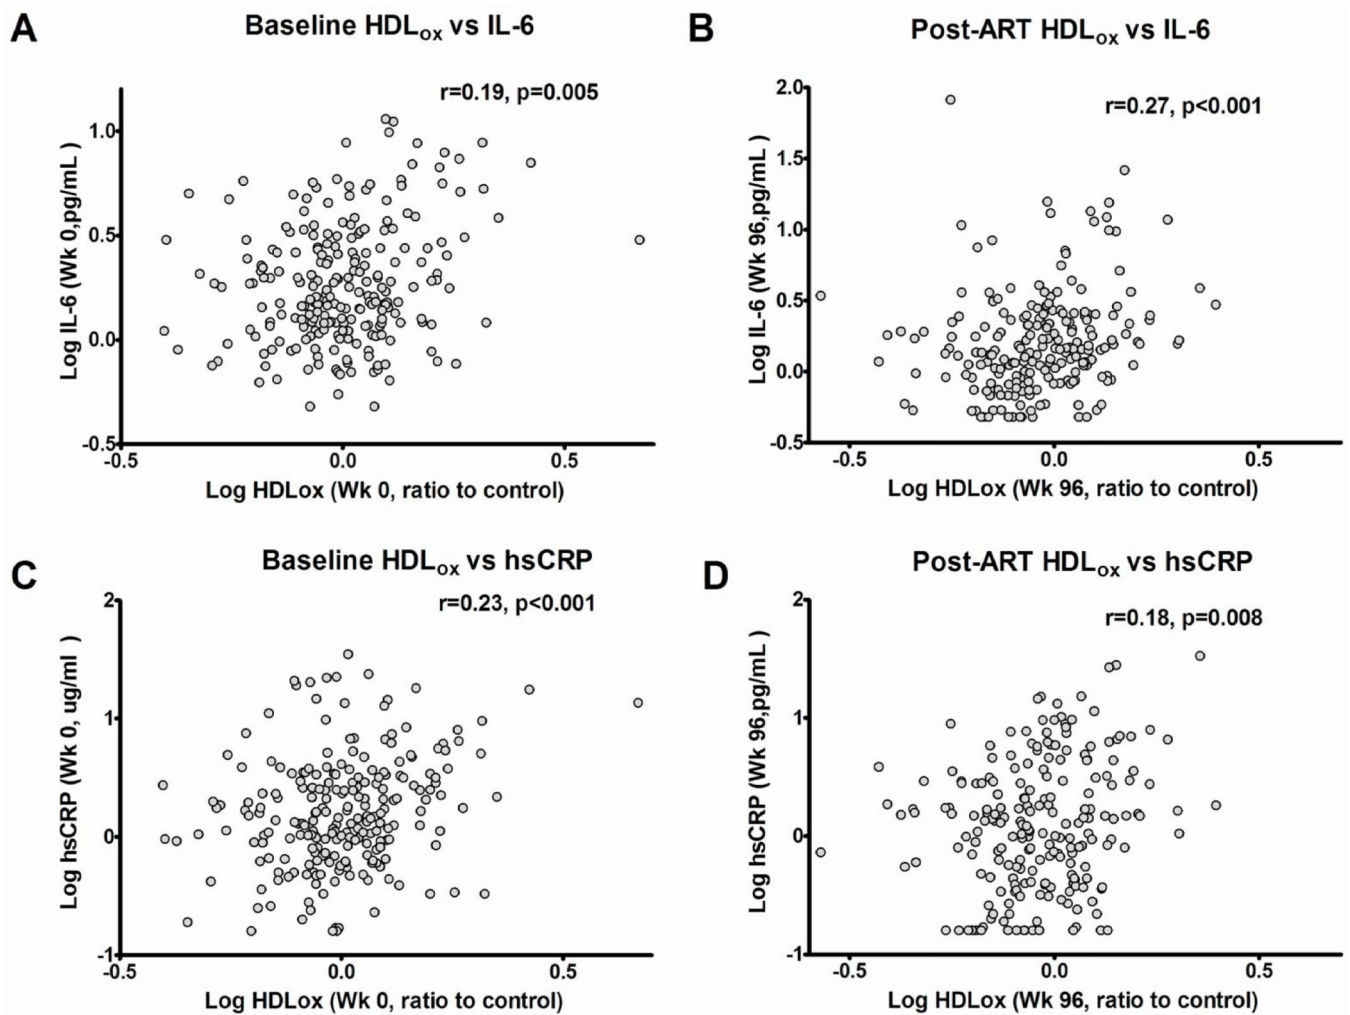 A
Baseline HDLox vs IL-6
r=0.19, p=0.005
Log IL-6 (Wk 0,pg/mL )
1.0
0.5
0.0
-0.5
-0.5
0.0
0.5
Log HDLox (Wk 0, ratio to control)
B
Post-ART HDLox vs IL-6
r=0.27, p<0.001
Log IL-6 (Wk 96,pg/mL )
2.0
1.5
1.0
0.5
0.0
-0.5
-0.5
0.0
0.5
Log HDLox (Wk 96, ratio to control)
C
Baseline HDLox vs hsCRP
r=0.23, p<0.001
Log hsCRP (Wk 0, ug/ml )
2
1
0
-1
-0.5
0.0
0.5
Log HDLox (Wk 0, ratio to control)
D
Post-ART HDLox vs hsCRP
r=0.18, p=0.008
Log hsCRP (Wk 96,pg/mL )
2
1
0
-1
-0.5
0.0
0.5
Log HDLox (Wk 96, ratio to control)